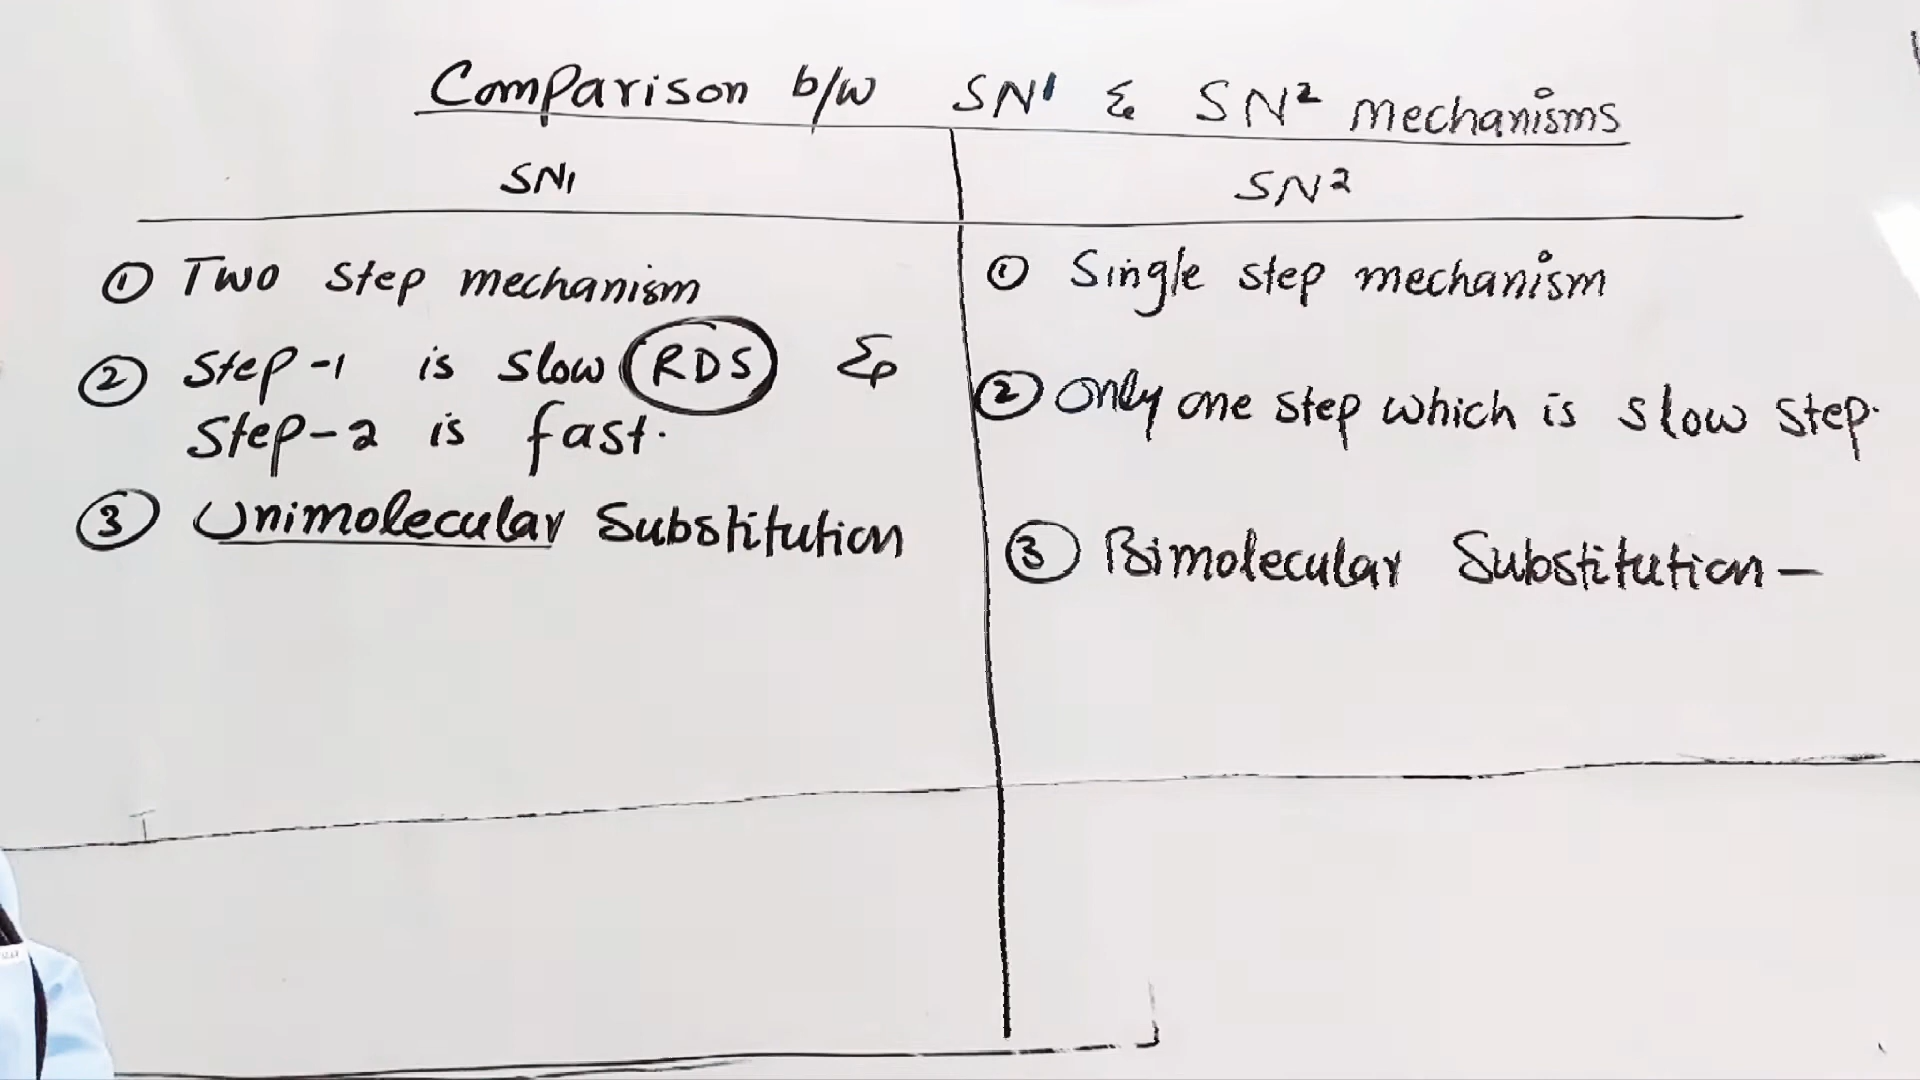 Comparison b/w SN1 & SN2 mechanisms
SN1
SN2
① Two step mechanism
② Step-1 is slow (RDS) &
Step-2 is fast.
③ Unimolecular Substitution
① Single step mechanism
② Only one step which is slow step.
③ Bimolecular Substitution —